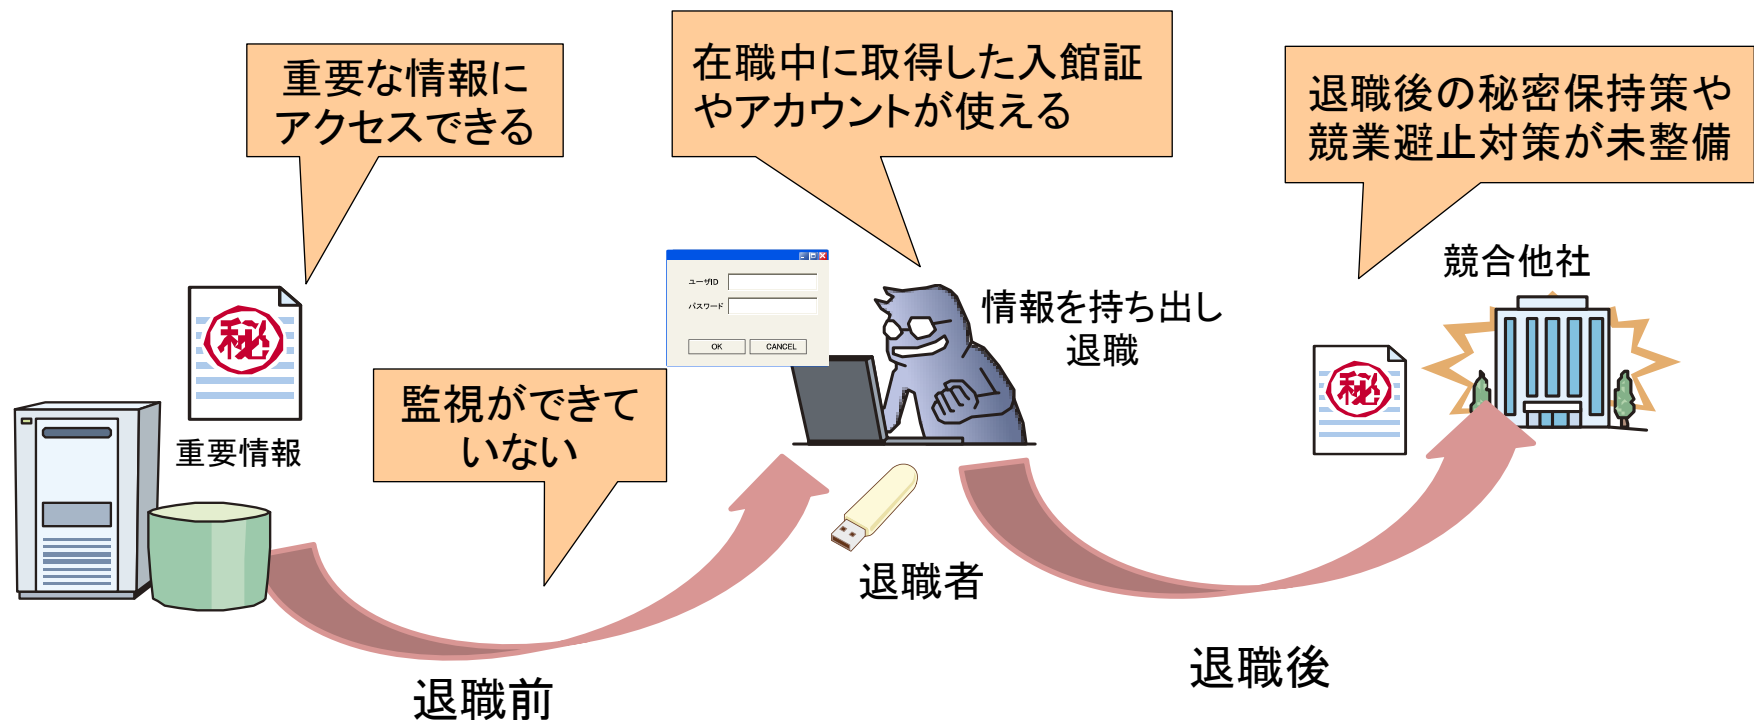 重要な情報に
アクセスできる
在職中に取得した入館証
やアカウントが使える
退職後の秘密保持策や
競業避止対策が未整備
競合他社
ユーザID
パスワード
OK
CANCEL
情報を持ち出し
退職
秘
秘
監視ができて
いない
重要情報
退職者
退職後
退職前